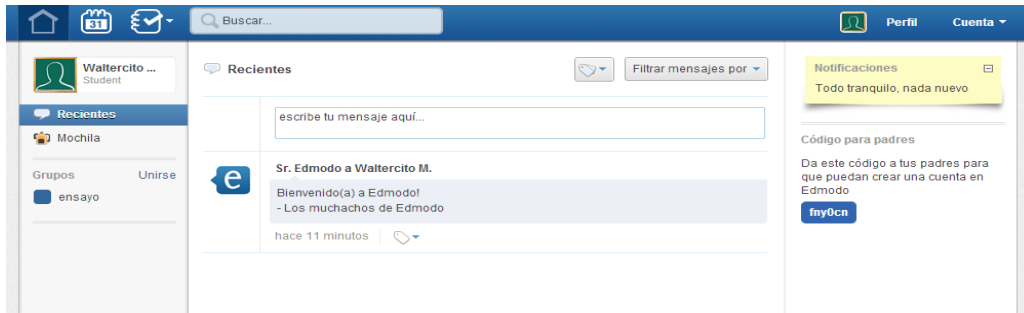 31
Buscar...
Perfil
Cuenta
Waltercito ...
Student
Recientes
Mochila
Grupos
Unirse
ensayo
Recientes
Filtrar mensajes por
escribe tu mensaje aquí...
Sr. Edmodo a Waltercito M.
e
Bienvenido(a) a Edmodo!
- Los muchachos de Edmodo
hace 11 minutos
Notificaciones
Todo tranquilo, nada nuevo
Código para padres
Da este código a tus padres para
que puedan crear una cuenta en
Edmodo
fny0cn